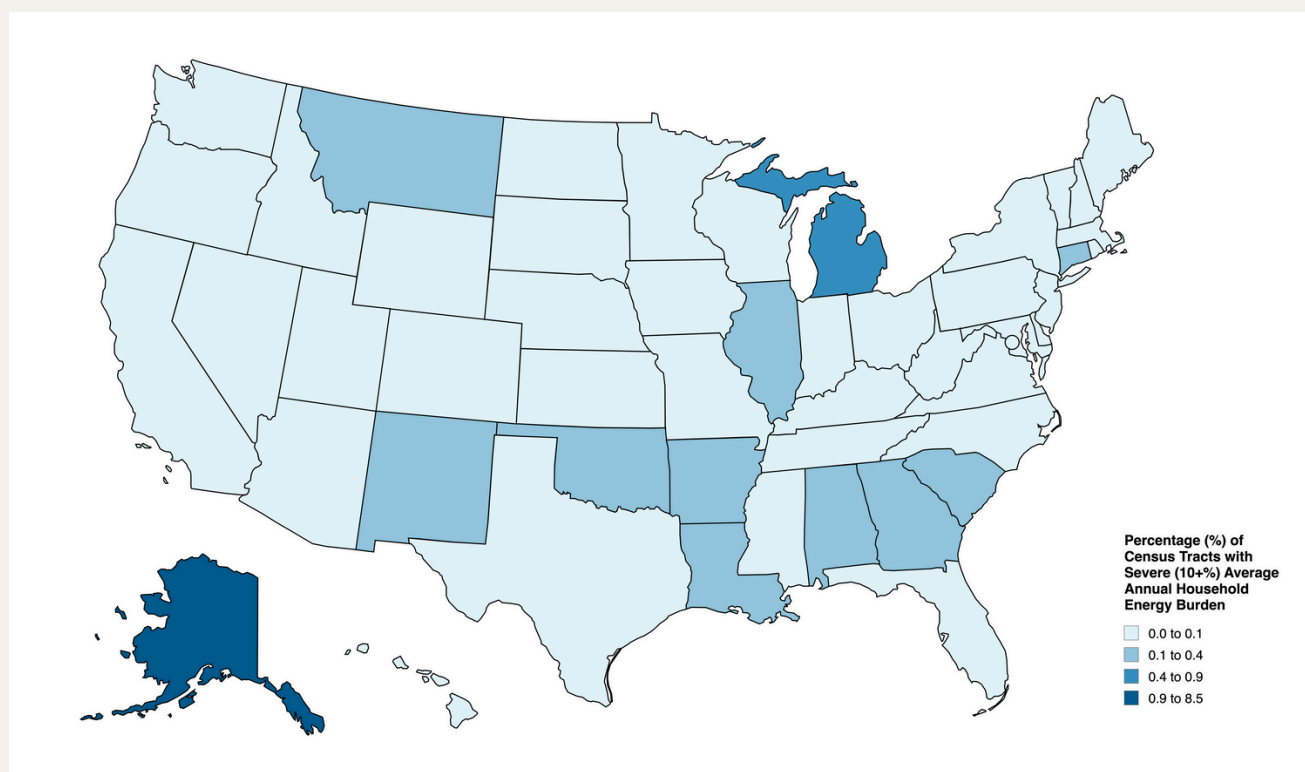 Percentage (%) of
Census Tracts with
Severe (10+%) Average
Annual Household
Energy Burden
0.0 to 0.1
0.1 to 0.4
0.4 to 0.9
0.9 to 8.5